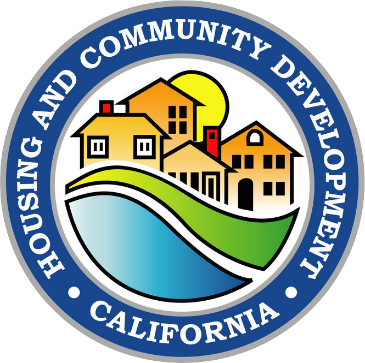 HOUSING AND COMMUNITY DEVELOPMENT
• CALIFORNIA •